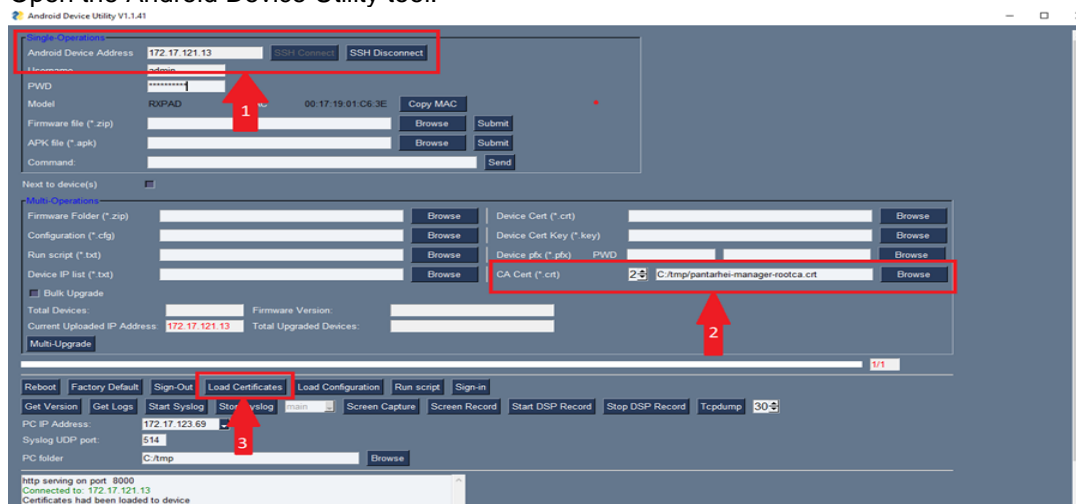 Open the Android Device Utility tool.
Android Device Utility V1.1.41
Single-Operations
Android Device Address 172.17.121.13 SSH Connect SSH Disconnect
Username admin
PWD **********
Model RXPAD 00:17:19:01:C6:3E Copy MAC
1
Firmware file (*.zip) Browse Submit
APK file (*.apk) Browse Submit
Command: Send
Next to device(s)
Multi-Operations
Firmware Folder (*.zip) Browse Device Cert (*.crt) Browse
Configuration (*.cfg) Browse Device Cert Key (*.key) Browse
Run script (*.txt) Browse Device pfx (*.pfx) PWD Browse
Device IP list (*.txt) Browse CA Cert (*.crt) 2 C:/tmp/pantarhei-manager-rootca.crt Browse
Bulk Upgrade
Total Devices: Firmware Version:
Current Uploaded IP Address: 172.17.121.13 Total Upgraded Devices:
2
Multi-Upgrade
1/1
Reboot Factory Default Sign-Out Load Certificates Load Configuration Run script Sign-in
Get Version Get Logs Start Syslog Stop Syslog main Screen Capture Screen Record Start DSP Record Stop DSP Record Tcpdump 30
PC IP Address: 172.17.123.69
Syslog UDP port: 514
3
PC folder C:/tmp Browse
http serving on port 8000
Connected to: 172.17.121.13
Certificates had been loaded to device